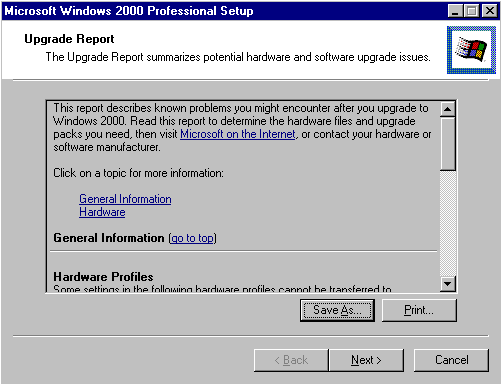 Microsoft Windows 2000 Professional Setup
Upgrade Report
The Upgrade Report summarizes potential hardware and software upgrade issues.
This report describes known problems you might encounter after you upgrade to
Windows 2000. Read this report to determine the hardware files and upgrade
packs you need, then visit Microsoft on the Internet, or contact your hardware or
software manufacturer.
Click on a topic for more information:
General Information
Hardware
General Information (go to top)
Hardware Profiles
Some settings in the following hardware profiles cannot be transferred to
Save As...
Print...
< Back
Next >
Cancel